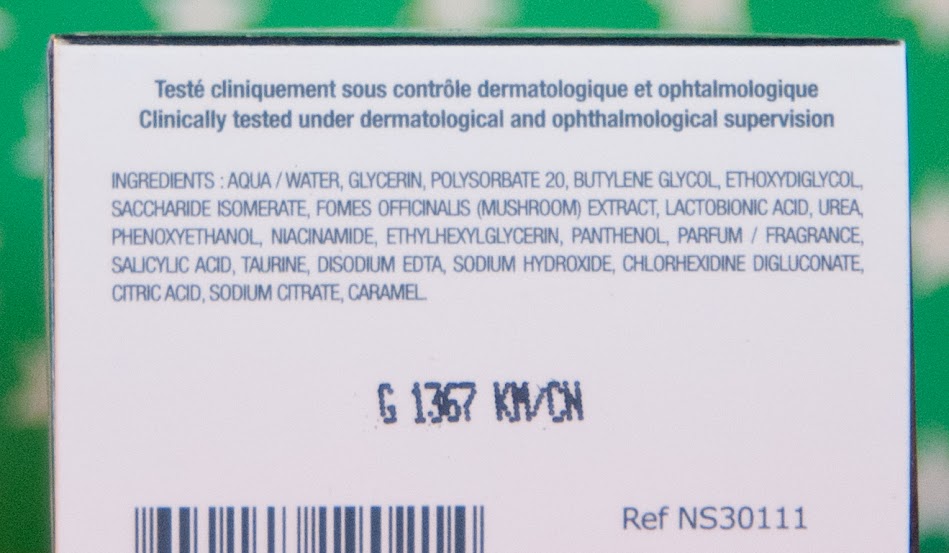 Testé cliniquement sous contrôle dermatologique et ophtalmologique
Clinically tested under dermatological and ophthalmological supervision
INGREDIENTS : AQUA / WATER, GLYCERIN, POLYSORBATE 20, BUTYLENE GLYCOL, ETHOXYDIGLYCOL,
SACCHARIDE ISOMERATE, FOMES OFFICINALIS (MUSHROOM) EXTRACT, LACTOBIONIC ACID, UREA,
PHENOXYETHANOL, NIACINAMIDE, ETHYLHEXYLGLYCERIN, PANTHENOL, PARFUM / FRAGRANCE,
SALICYLIC ACID, TAURINE, DISODIUM EDTA, SODIUM HYDROXIDE, CHLORHEXIDINE DIGLUCONATE,
CITRIC ACID, SODIUM CITRATE, CARAMEL.
G 1367 KM/CN
Ref NS30111